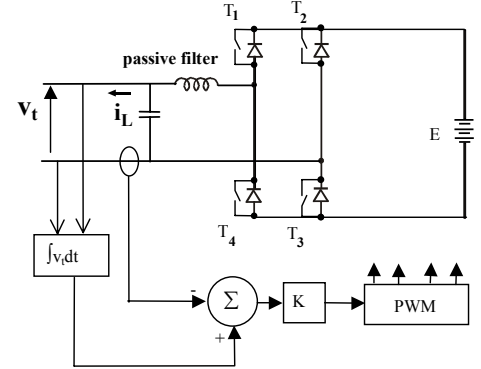 T1
T2
passive filter
vt
iL
E
T4
T3
∫vtdt
-
Σ
K
PWM
+